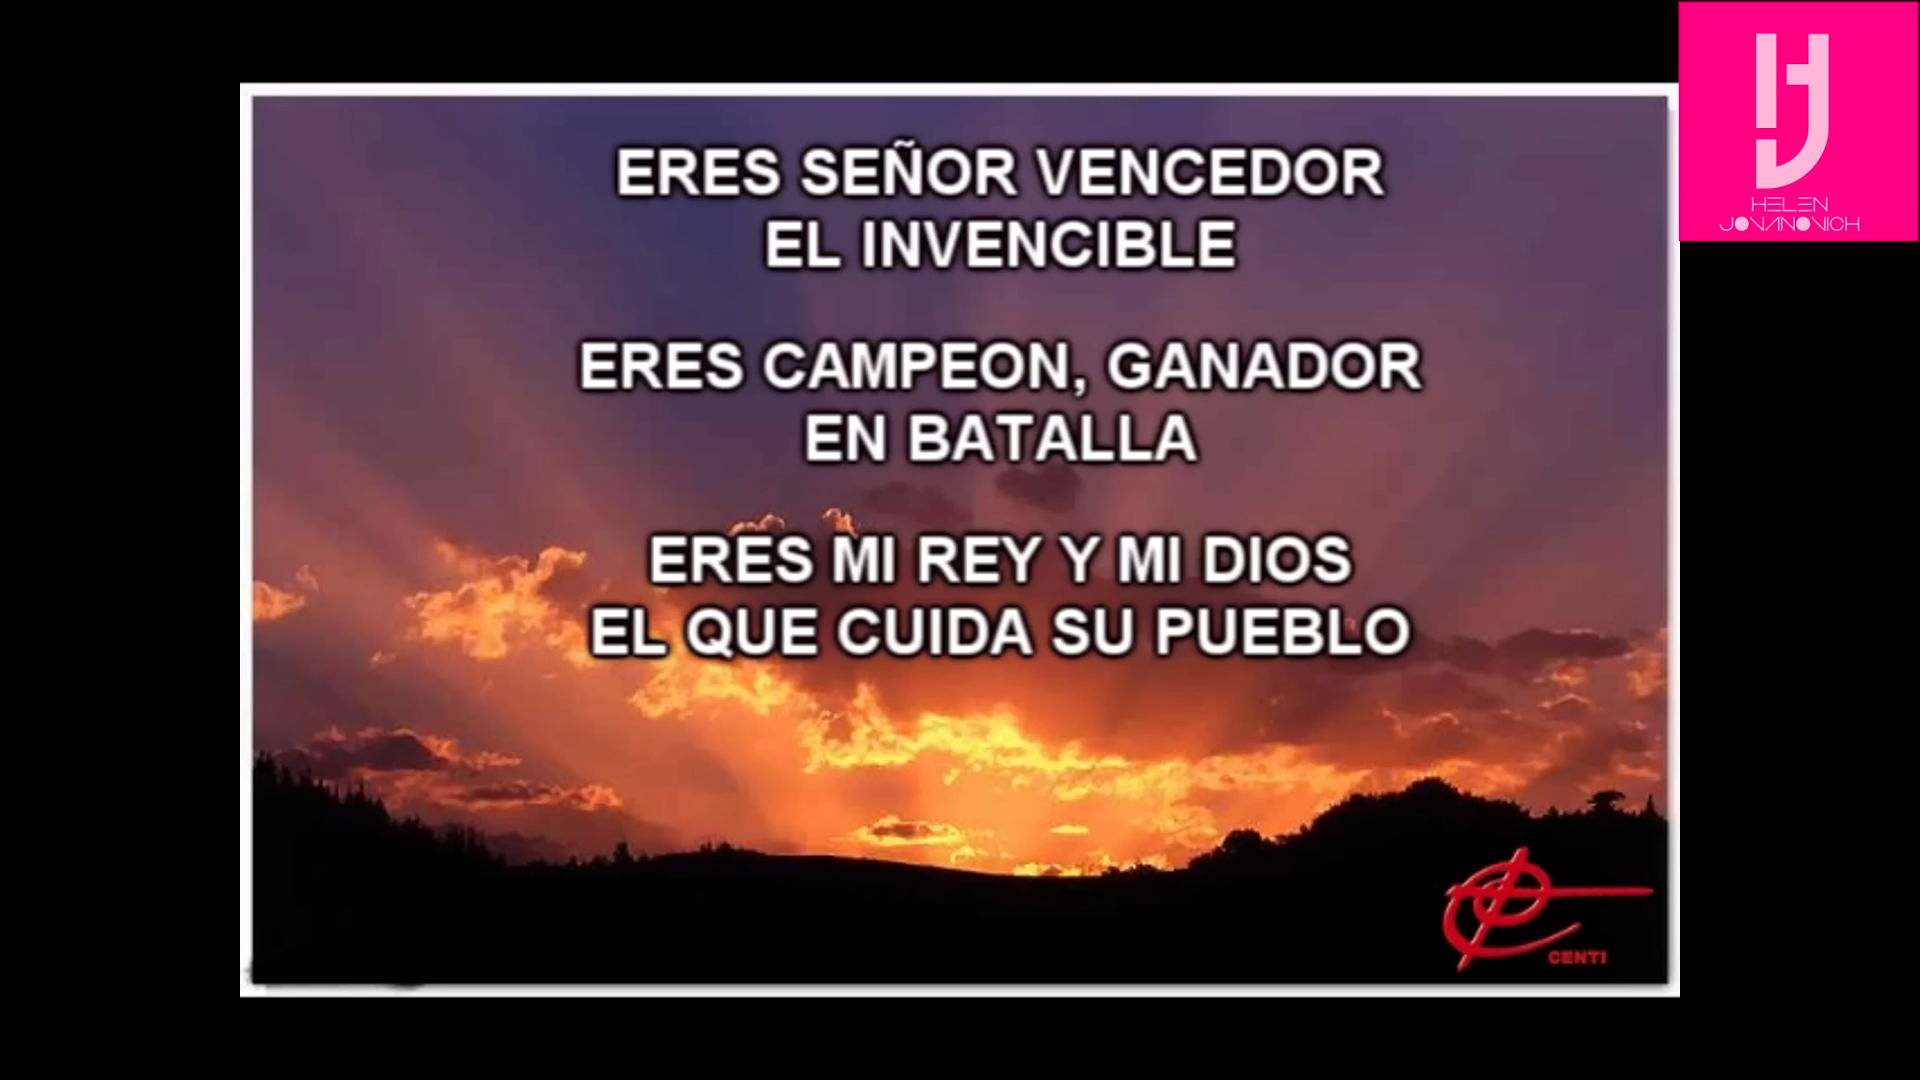 ERES SEÑOR VENCEDOR
EL INVENCIBLE
ERES CAMPEON, GANADOR
EN BATALLA
ERES MI REY Y MI DIOS
EL QUE CUIDA SU PUEBLO
CENTI
HJ
HELEN
JOVANOVICH